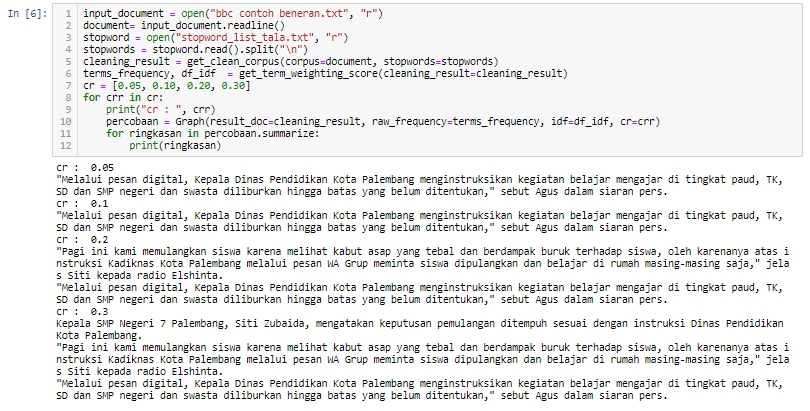 In [6]:
1 input_document = open("bbc contoh beneran.txt", "r")
2 document= input_document.readline()
3 stopword = open("stopword_list_tala.txt", "r")
4 stopwords = stopword.read().split("\n")
5 cleaning_result = get_clean_corpus(corpus=document, stopwords=stopwords)
6 terms_frequency, df_idf  = get_term_weighting_score(cleaning_result=cleaning_result)
7 cr = [0.05, 0.10, 0.20, 0.30]
8 for crr in cr:
9     print("cr : ", crr)
10     percobaan = Graph(result_doc=cleaning_result, raw_frequency=terms_frequency, idf=df_idf, cr=crr)
11     for ringkasan in percobaan.summarize:
12         print(ringkasan)
cr :  0.05
"Melalui pesan digital, Kepala Dinas Pendidikan Kota Palembang menginstruksikan kegiatan belajar mengajar di tingkat paud, TK,
SD dan SMP negeri dan swasta diliburkan hingga batas yang belum ditentukan," sebut Agus dalam siaran pers.
cr :  0.1
"Melalui pesan digital, Kepala Dinas Pendidikan Kota Palembang menginstruksikan kegiatan belajar mengajar di tingkat paud, TK,
SD dan SMP negeri dan swasta diliburkan hingga batas yang belum ditentukan," sebut Agus dalam siaran pers.
cr :  0.2
"Pagi ini kami memulangkan siswa karena melihat kabut asap yang tebal dan berdampak buruk terhadap siswa, oleh karenanya atas i
nstruksi Kadiknas Kota Palembang melalui pesan WA Grup meminta siswa dipulangkan dan belajar di rumah masing-masing saja," jela
s Siti kepada radio Elshinta.
"Melalui pesan digital, Kepala Dinas Pendidikan Kota Palembang menginstruksikan kegiatan belajar mengajar di tingkat paud, TK,
SD dan SMP negeri dan swasta diliburkan hingga batas yang belum ditentukan," sebut Agus dalam siaran pers.
cr :  0.3
Kepala SMP Negeri 7 Palembang, Siti Zubaida, mengatakan keputusan pemulangan ditempuh sesuai dengan instruksi Dinas Pendidikan
Kota Palembang.
"Pagi ini kami memulangkan siswa karena melihat kabut asap yang tebal dan berdampak buruk terhadap siswa, oleh karenanya atas i
nstruksi Kadiknas Kota Palembang melalui pesan WA Grup meminta siswa dipulangkan dan belajar di rumah masing-masing saja," jela
s Siti kepada radio Elshinta.
"Melalui pesan digital, Kepala Dinas Pendidikan Kota Palembang menginstruksikan kegiatan belajar mengajar di tingkat paud, TK,
SD dan SMP negeri dan swasta diliburkan hingga batas yang belum ditentukan," sebut Agus dalam siaran pers.